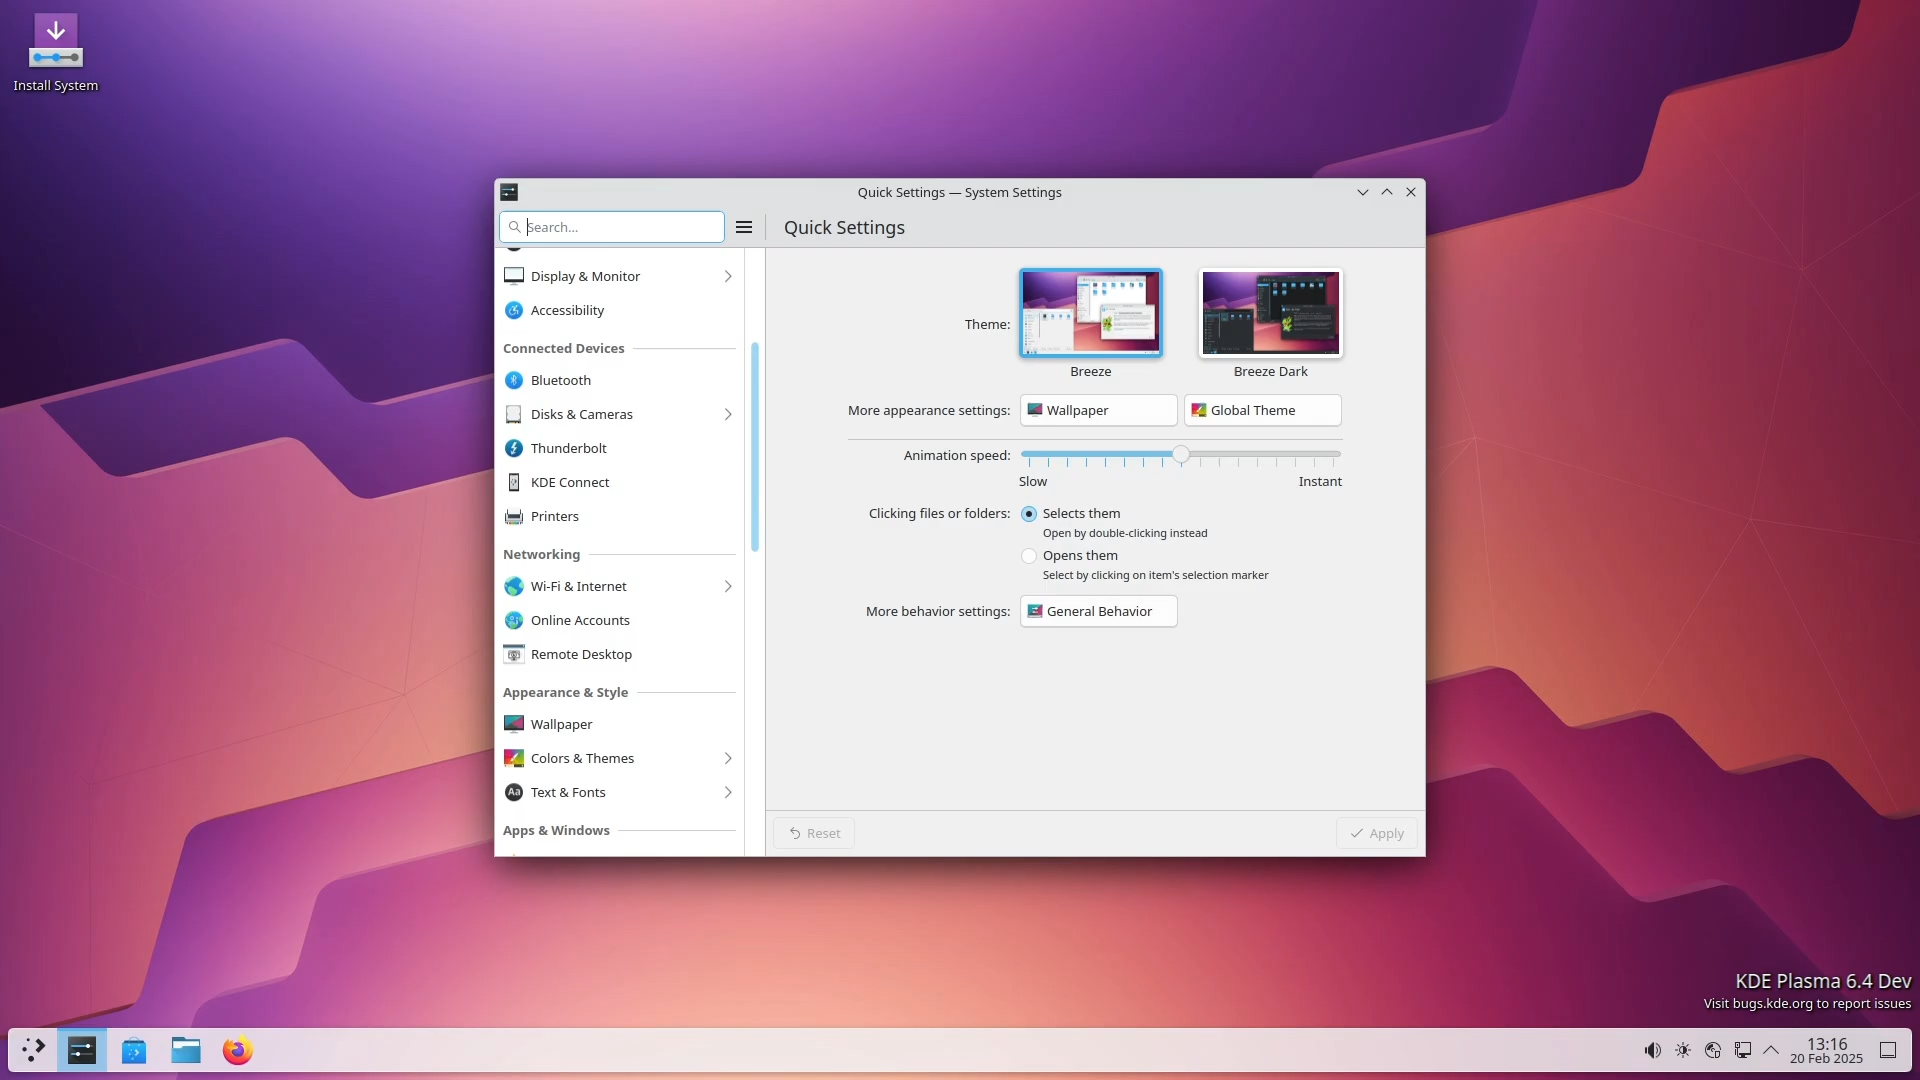 Install System
Quick Settings — System Settings
Search...
Quick Settings
Display & Monitor
Accessibility
Connected Devices
Bluetooth
Disks & Cameras
Thunderbolt
KDE Connect
Printers
Networking
Wi-Fi & Internet
Online Accounts
Remote Desktop
Appearance & Style
Wallpaper
Colors & Themes
Aa
Text & Fonts
Apps & Windows
Theme:
Breeze
Breeze Dark
More appearance settings:
Wallpaper
Global Theme
Animation speed:
Slow
Instant
Clicking files or folders:
Selects them
Open by double-clicking instead
Opens them
Select by clicking on item's selection marker
More behavior settings:
General Behavior
Reset
Apply
KDE Plasma 6.4 Dev
Visit bugs.kde.org to report issues
13:16
20 Feb 2025